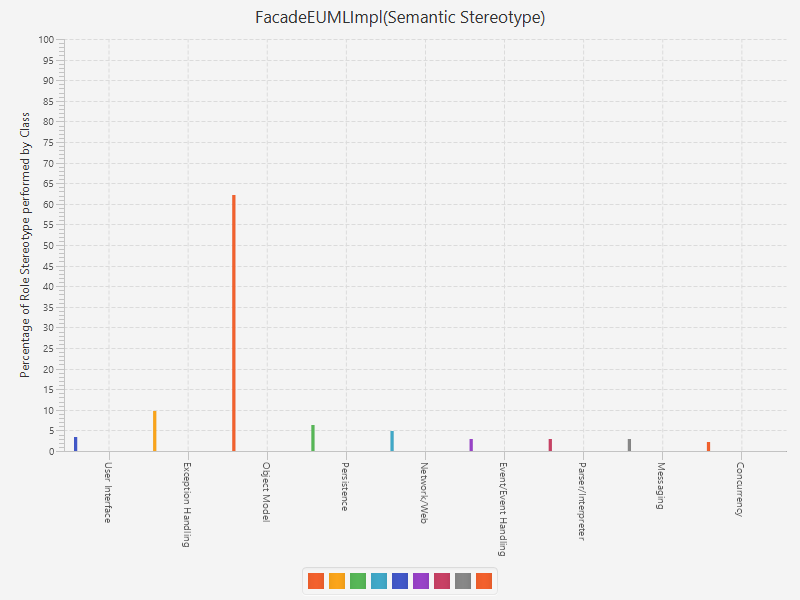 FacadeEUMLImpl(Semantic Stereotype)
Percentage of Role Stereotype performed by Class
100
95
90
85
80
75
70
65
60
55
50
45
40
35
30
25
20
15
10
5
0
User Interface
Exception Handling
Object Model
Persistence
Network/Web
Event/Event Handling
Parser/Interpreter
Messaging
Concurrency